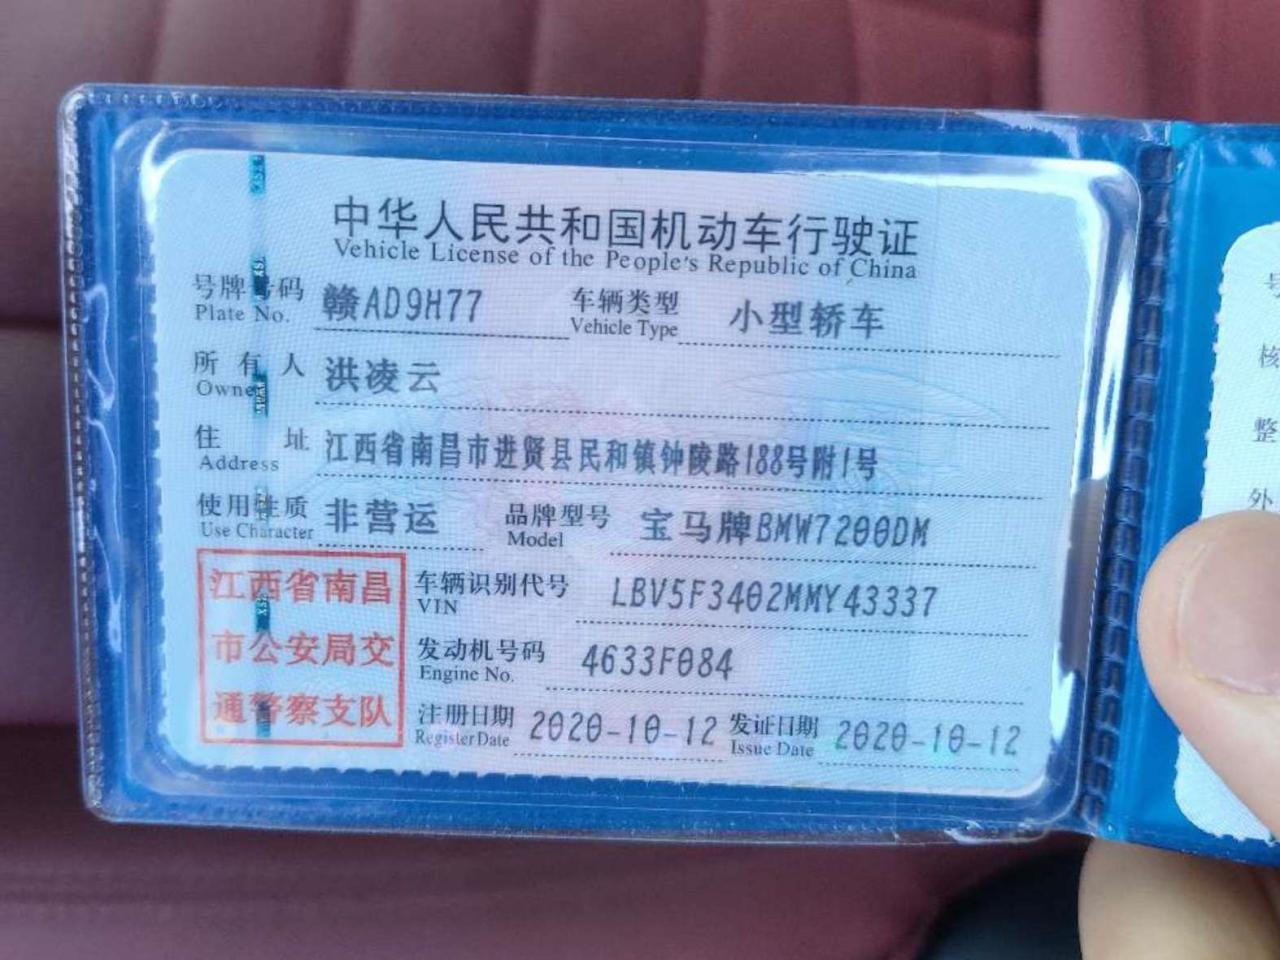 中华人民共和国机动车行驶证
Vehicle License of the People's Republic of China
号牌号码 赣AD9H77 车辆类型 小型轿车
Plate No. Vehicle Type
所有人 洪凌云
Owner
住址 江西省南昌市进贤县民和镇钟陵路188号附1号
Address
使用性质 非营运 品牌型号 宝马牌BMW7200DM
Use Character Model
江西省南昌
市公安局交
通警察支队
车辆识别代号 LBV5F3402MMY43337
VIN
发动机号码 4633F084
Engine No.
注册日期 2020-10-12 发证日期 2020-10-12
Register Date Issue Date
号
核
整
外